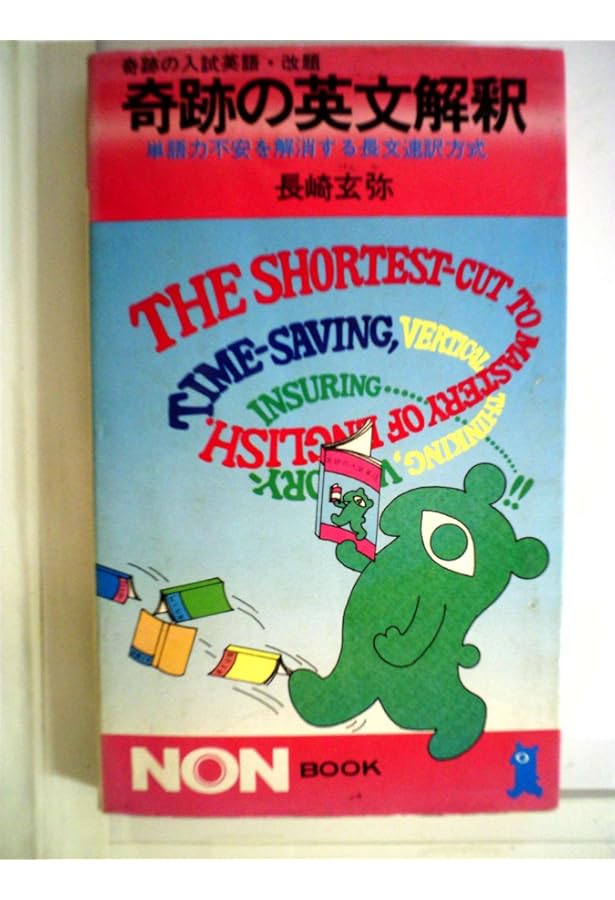 奇跡の入試英語・改題
奇跡の英文解釈
単語力不安を解消する長文速訳方式
長崎玄弥
THE SHORTEST-CUT TO MASTERY OF ENGLISH.
TIME-SAVING, VERTICAL THINKING,
INSURING……!!
NON BOOK